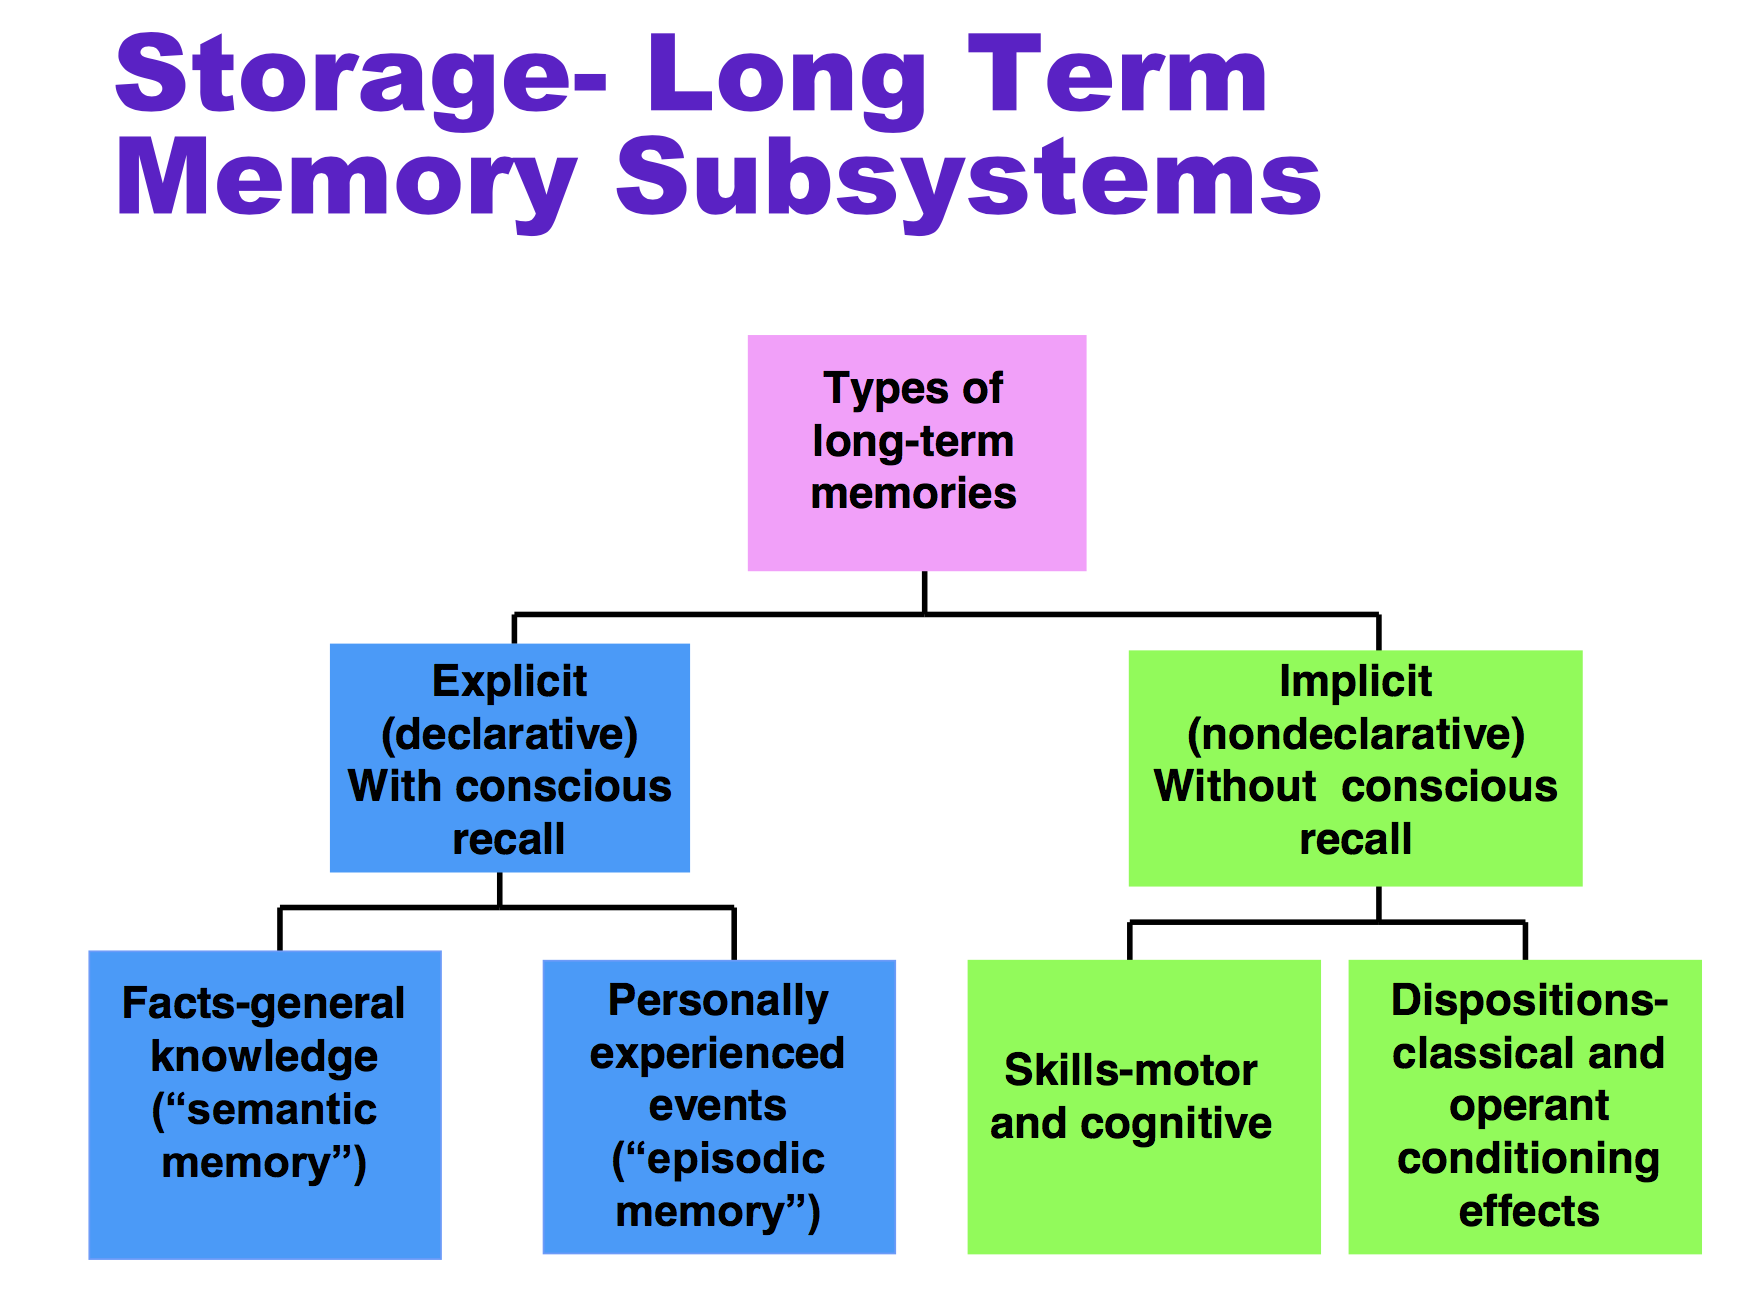 Storage- Long Term
Memory Subsystems
Types of
long-term
memories
Explicit
(declarative)
With conscious
recall
Implicit
(nondeclarative)
Without  conscious
recall
Facts-general
knowledge
(“semantic
memory”)
Personally
experienced
events
(“episodic
memory”)
Skills-motor
and cognitive
Dispositions-
classical and
operant
conditioning
effects